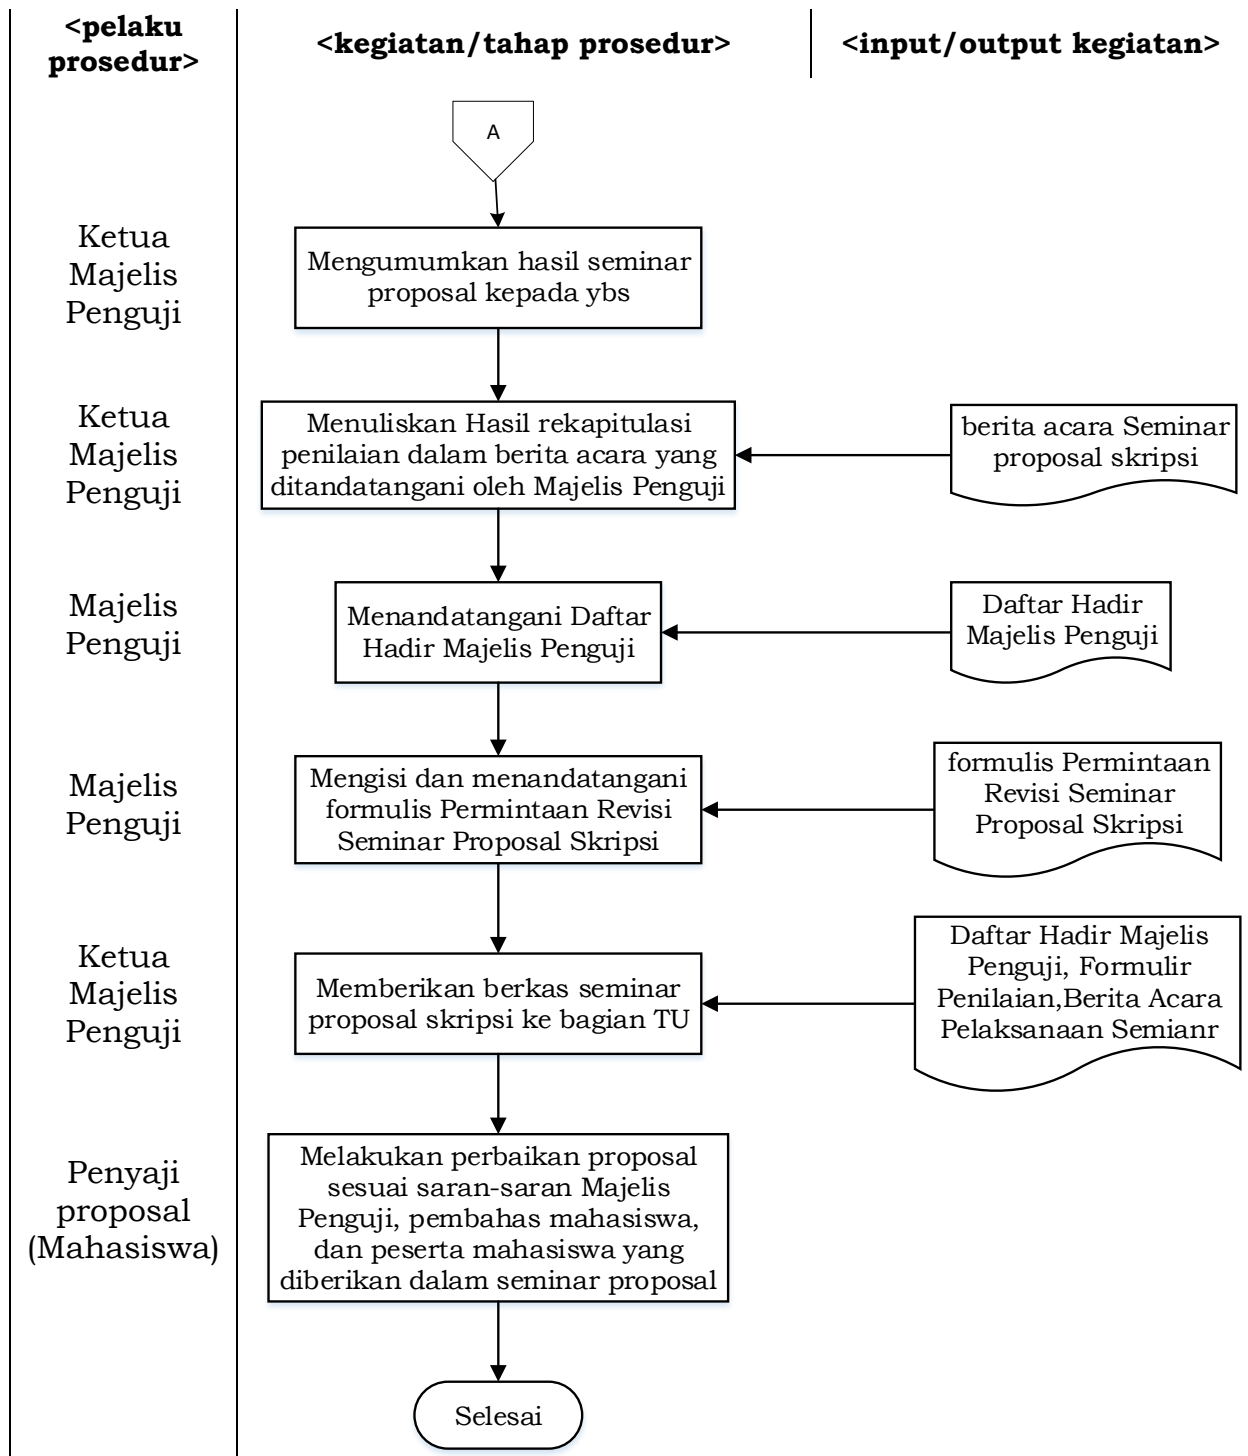 <pelaku
prosedur>
<kegiatan/tahap prosedur>
<input/output kegiatan>
A
Ketua
Majelis
Penguji
Mengumumkan hasil seminar
proposal kepada ybs
Ketua
Majelis
Penguji
Menuliskan Hasil rekapitulasi
penilaian dalam berita acara yang
ditandatangani oleh Majelis Penguji
berita acara Seminar
proposal skripsi
Majelis
Penguji
Menandatangani Daftar
Hadir Majelis Penguji
Daftar Hadir
Majelis Penguji
Majelis
Penguji
Mengisi dan menandatangani
formulis Permintaan Revisi
Seminar Proposal Skripsi
formulis Permintaan
Revisi Seminar
Proposal Skripsi
Ketua
Majelis
Penguji
Memberikan berkas seminar
proposal skripsi ke bagian TU
Daftar Hadir Majelis
Penguji, Formulir
Penilaian,Berita Acara
Pelaksanaan Semianr
Penyaji
proposal
(Mahasiswa)
Melakukan perbaikan proposal
sesuai saran-saran Majelis
Penguji, pembahas mahasiswa,
dan peserta mahasiswa yang
diberikan dalam seminar proposal
Selesai